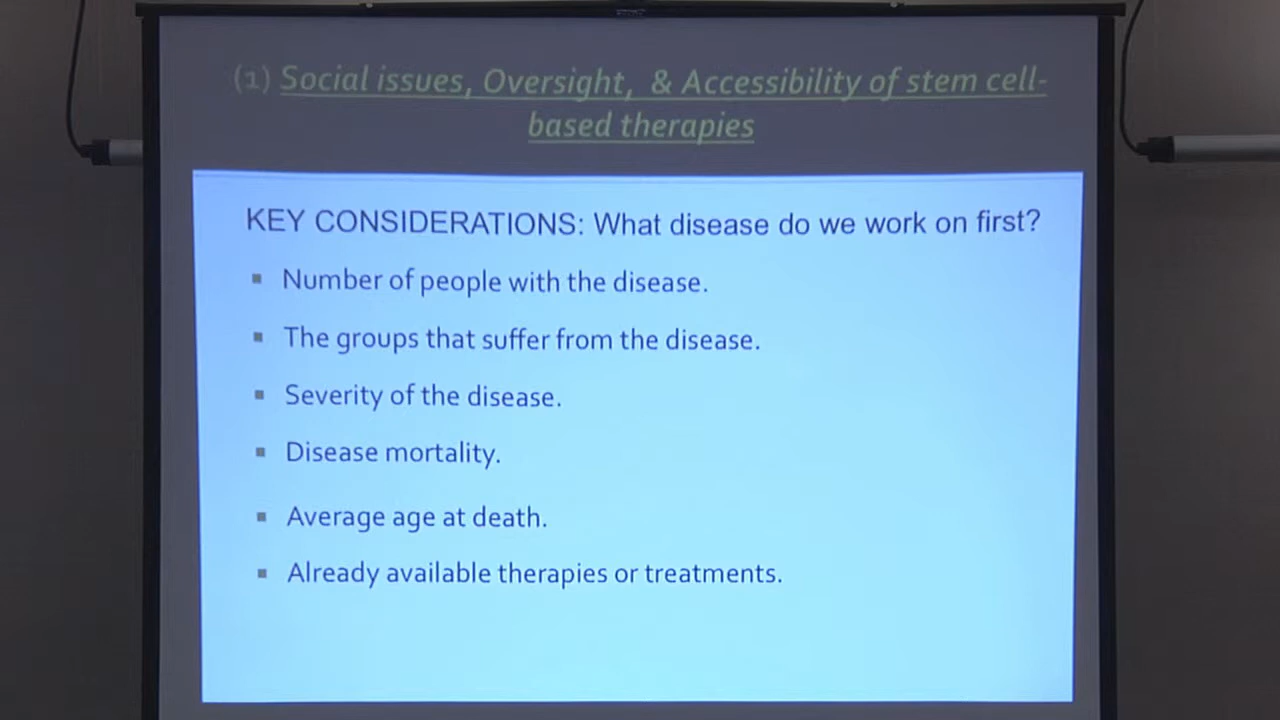 (1) Social issues, Oversight, & Accessibility of stem cell-
based therapies
KEY CONSIDERATIONS: What disease do we work on first?
▪ Number of people with the disease.
▪ The groups that suffer from the disease.
▪ Severity of the disease.
▪ Disease mortality.
▪ Average age at death.
▪ Already available therapies or treatments.